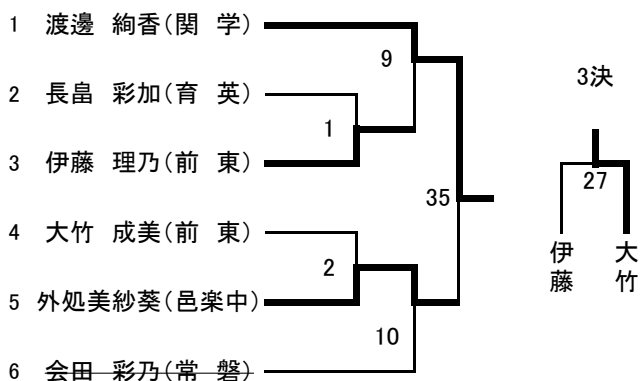 1 渡邉 絢香(関 学)
9
3決
2 長畠 彩加(育 英)
1
3 伊藤 理乃(前 東)
35
27
4 大竹 成美(前 東)
伊藤
大竹
2
5 外処美紗葵(邑楽中)
10
6 会田 彩乃(常 磐)